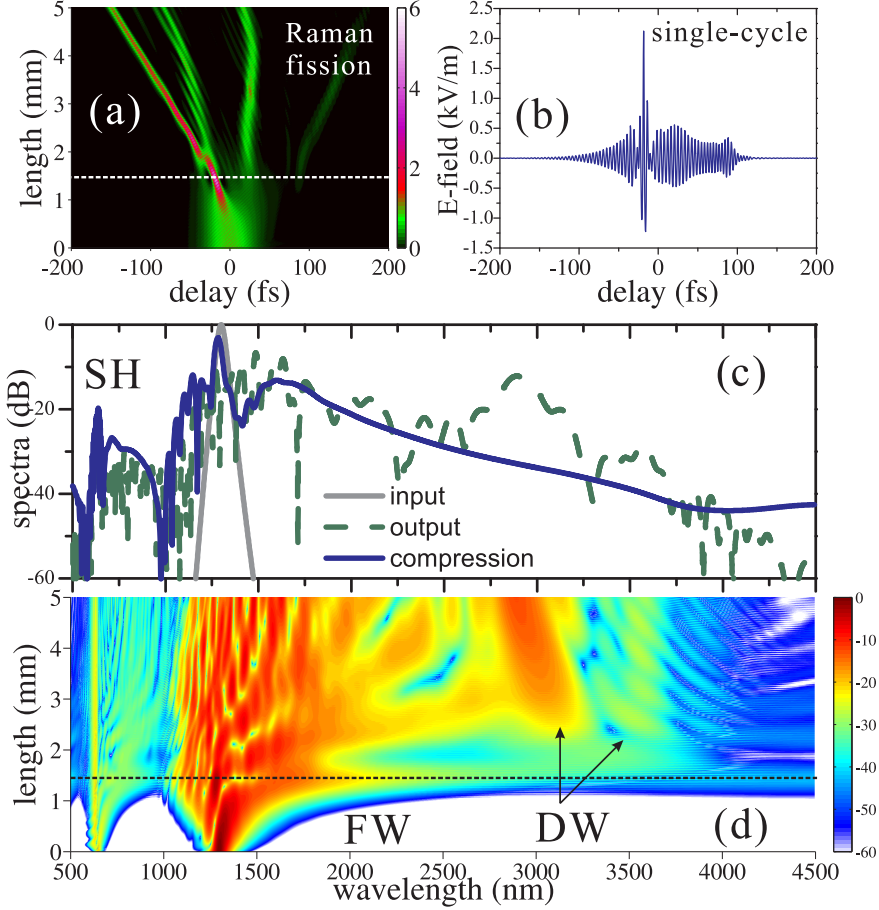 5
4
3
2
1
0
length (mm)
(a)
Raman
fission
-200
-100
0
100
200
delay (fs)
6
4
2
0
2.5
2.0
1.5
1.0
0.5
0.0
-0.5
-1.0
-1.5
E-field (kV/m)
(b)
single-cycle
-200
-100
0
100
200
delay (fs)
0
-20
-40
-60
spectra (dB)
SH
(c)
input
output
compression
5
4
3
2
1
0
length (mm)
FW
DW
(d)
500
1000
1500
2000
2500
3000
3500
4000
4500
wavelength (nm)
0
-10
-20
-30
-40
-50
-60